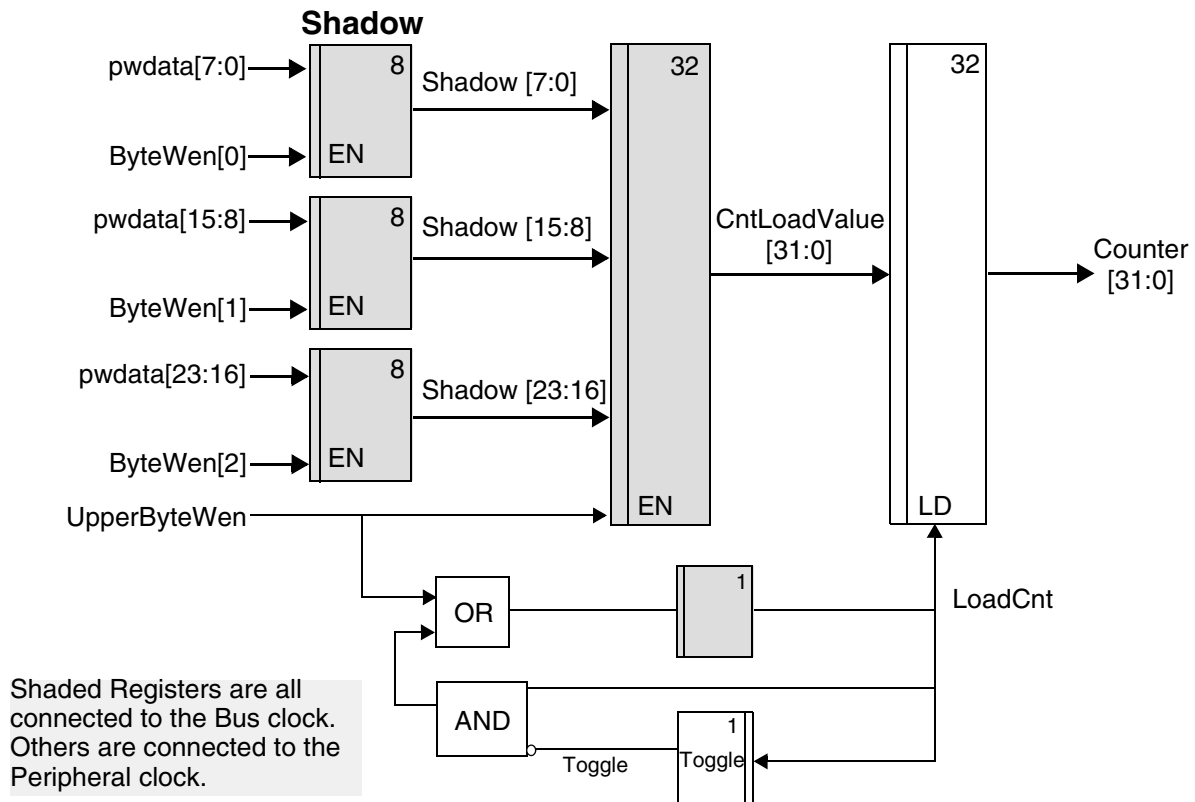 Shadow
pwdata[7:0]
8
Shadow [7:0]
32
32
ByteWen[0]
EN
pwdata[15:8]
8
Shadow [15:8]
CntLoadValue
[31:0]
Counter
[31:0]
ByteWen[1]
EN
pwdata[23:16]
8
Shadow [23:16]
ByteWen[2]
EN
UpperByteWen
EN
LD
OR
1
LoadCnt
AND
1
Toggle
Toggle
Shaded Registers are all
connected to the Bus clock.
Others are connected to the
Peripheral clock.